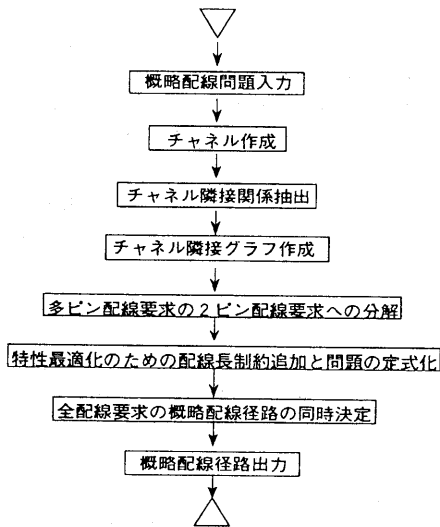 概略配線問題入力
チャネル作成
チャネル隣接関係抽出
チャネル隣接グラフ作成
多ピン配線要求の2ピン配線要求への分解
特性最適化のための配線長制約追加と問題の定式化
全配線要求の概略配線径路の同時決定
概略配線径路出力